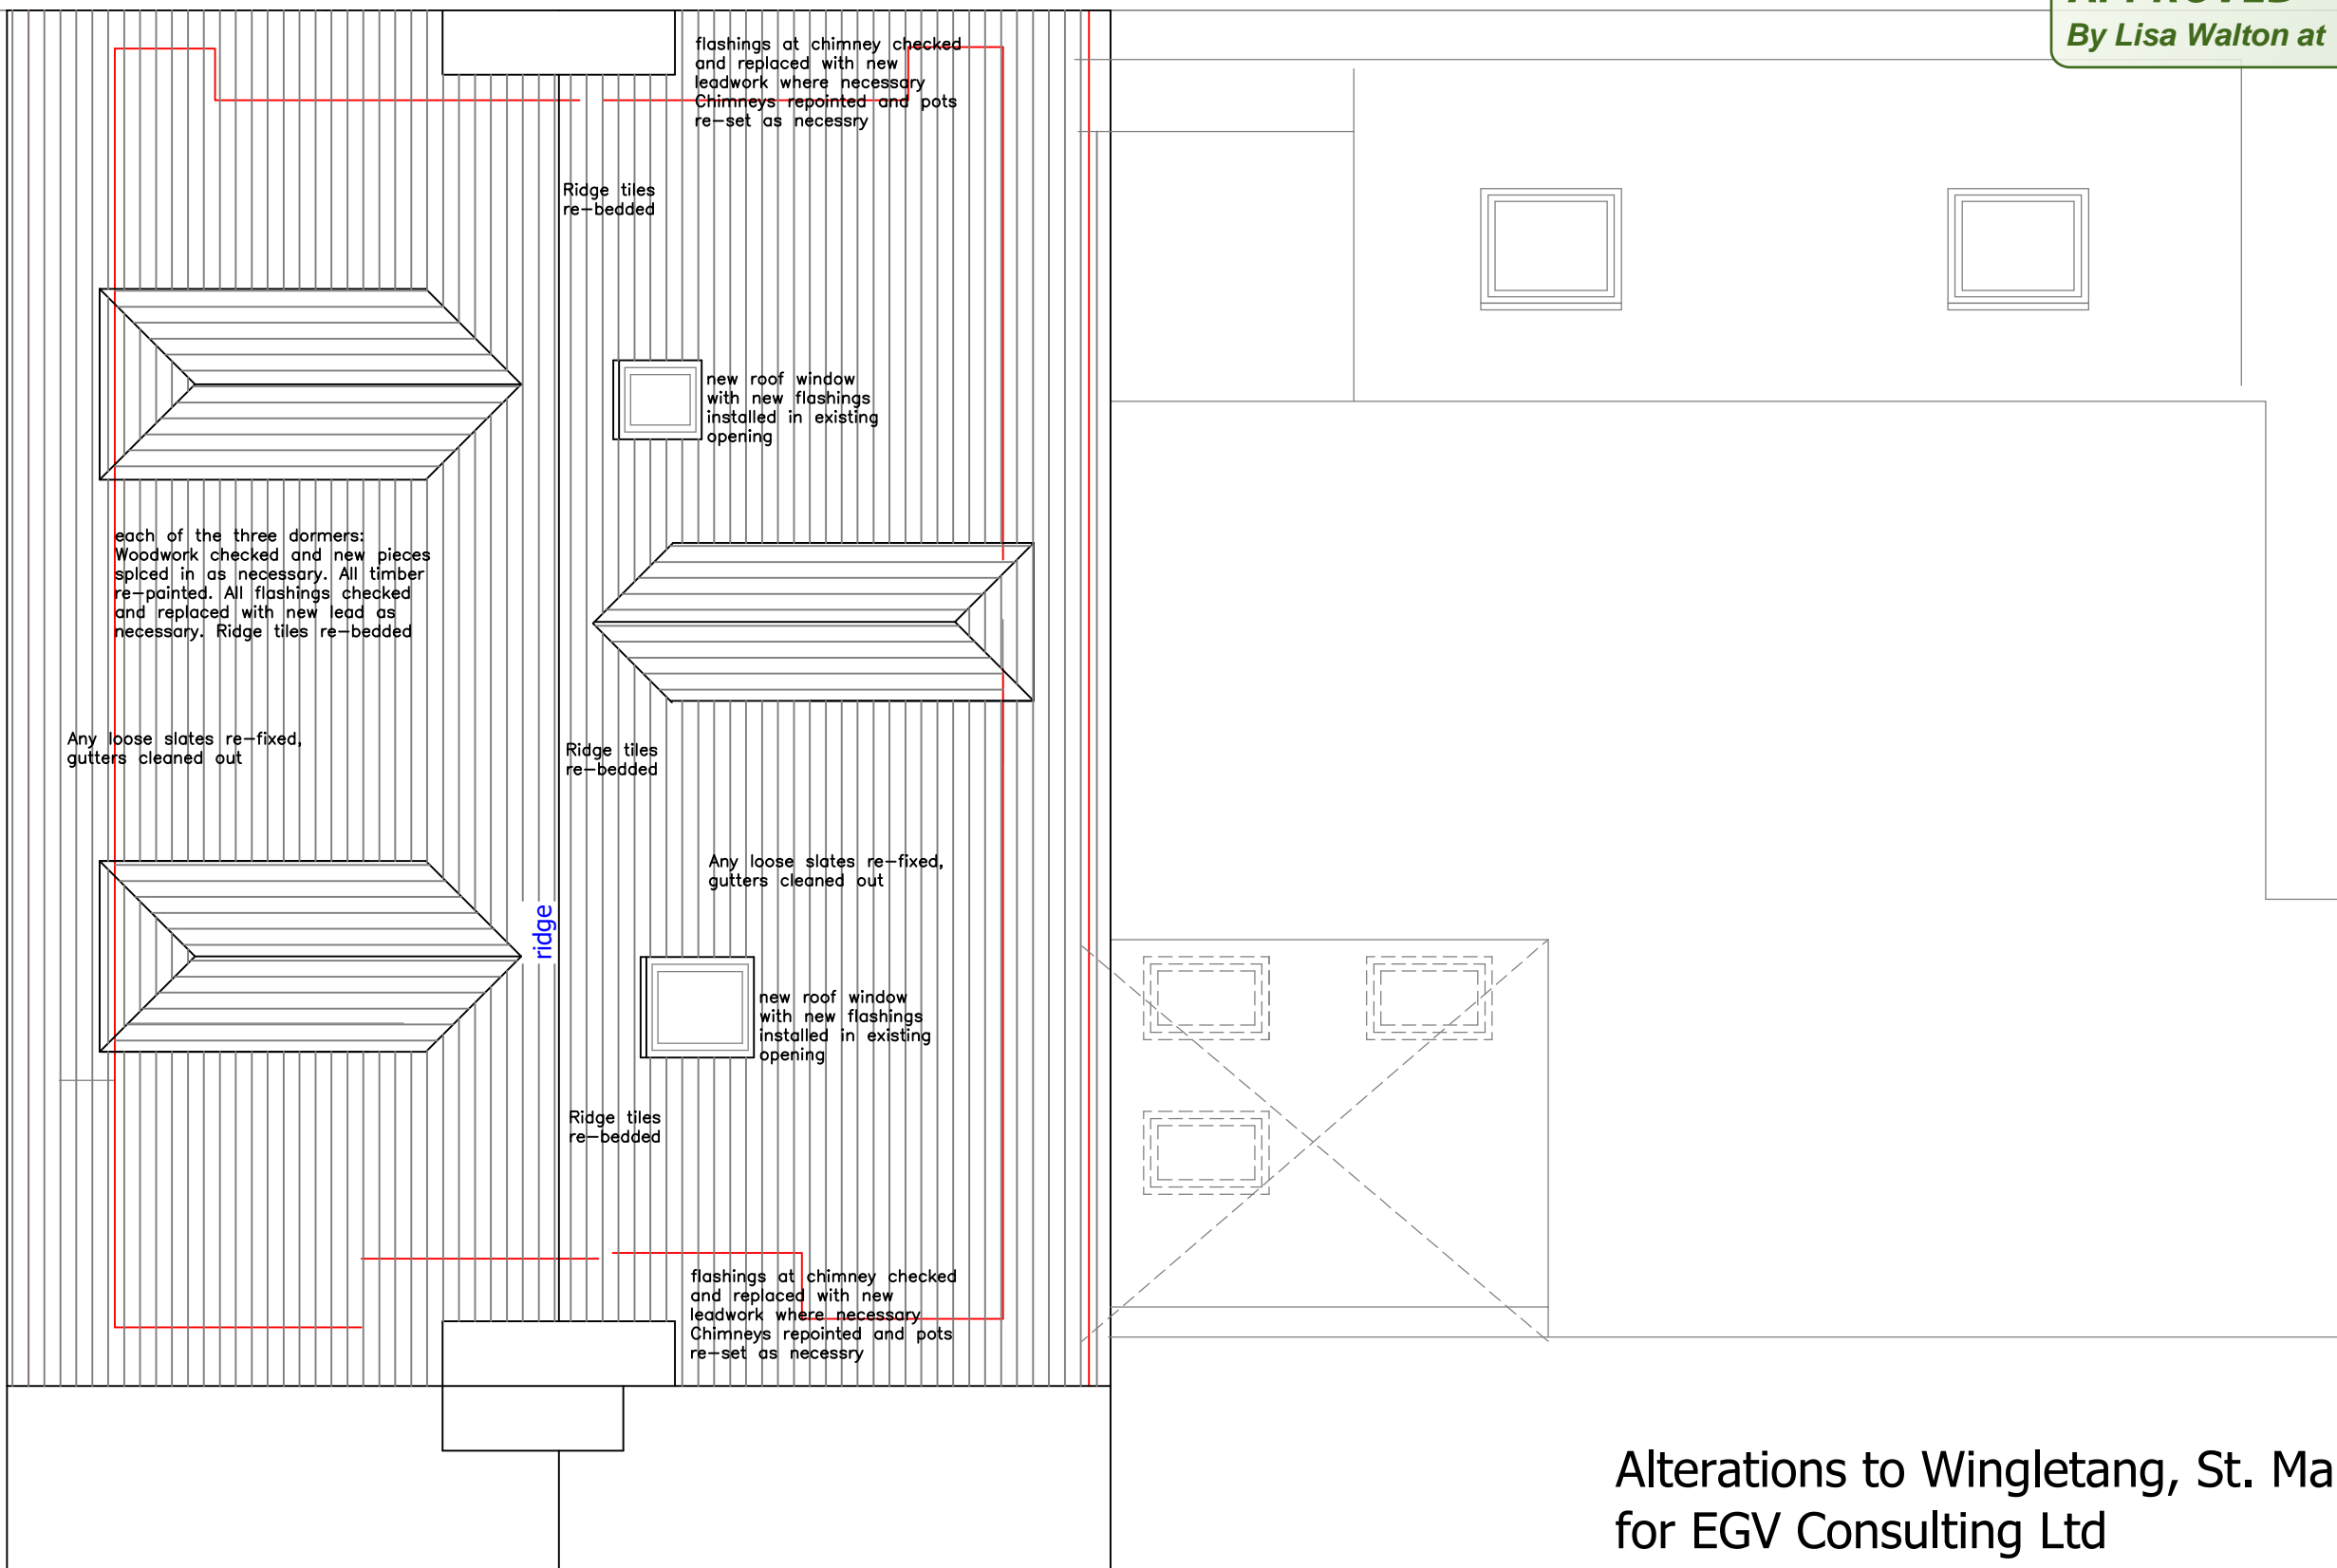 APPROVED
By Lisa Walton at
flashings at chimney checked
and replaced with new
leadwork where necessary
Chimneys repointed and pots
re-set as necessry
Ridge tiles
re-bedded
new roof window
with new flashings
installed in existing
opening
each of the three dormers:
Woodwork checked and new pieces
splced in as necessary. All timber
re-painted. All flashings checked
and replaced with new lead as
necessary. Ridge tiles re-bedded
Any loose slates re-fixed,
gutters cleaned out
Ridge tiles
re-bedded
Any loose slates re-fixed,
gutters cleaned out
ridge
new roof window
with new flashings
installed in existing
opening
Ridge tiles
re-bedded
flashings at chimney checked
and replaced with new
leadwork where necessary
Chimneys repointed and pots
re-set as necessry
Alterations to Wingletang, St. Ma
for EGV Consulting Ltd